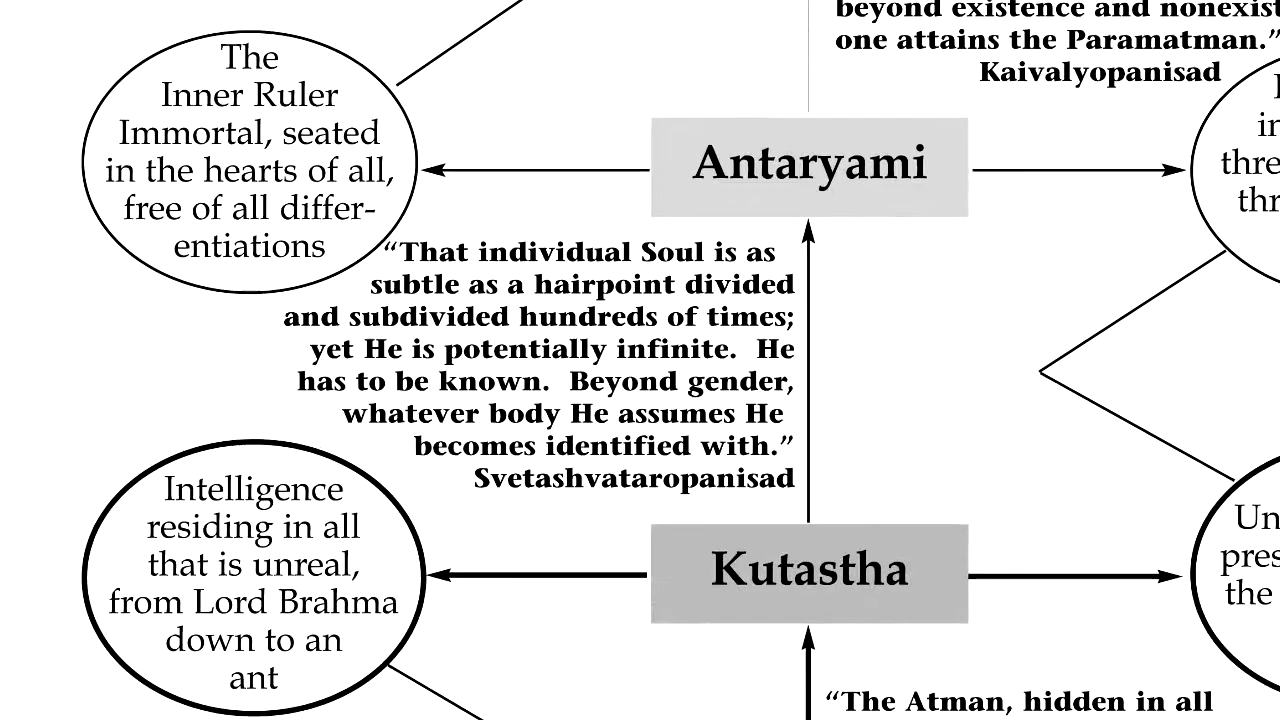 beyond existence and
one attains the Paramatman.”
Kaivalyopanisad
The
Inner Ruler
Immortal, seated
in the hearts of all,
free of all differ-
entiations
Antaryami
“That individual Soul is as
subtle as a hairpoint divided
and subdivided hundreds of times;
yet He is potentially infinite.  He
has to be known.  Beyond gender,
whatever body He assumes He
becomes identified with.”
Svetashvataropanisad
Intelligence
residing in all
that is unreal,
from Lord Brahma
down to an
ant
Kutastha
the
“The Atman, hidden in all